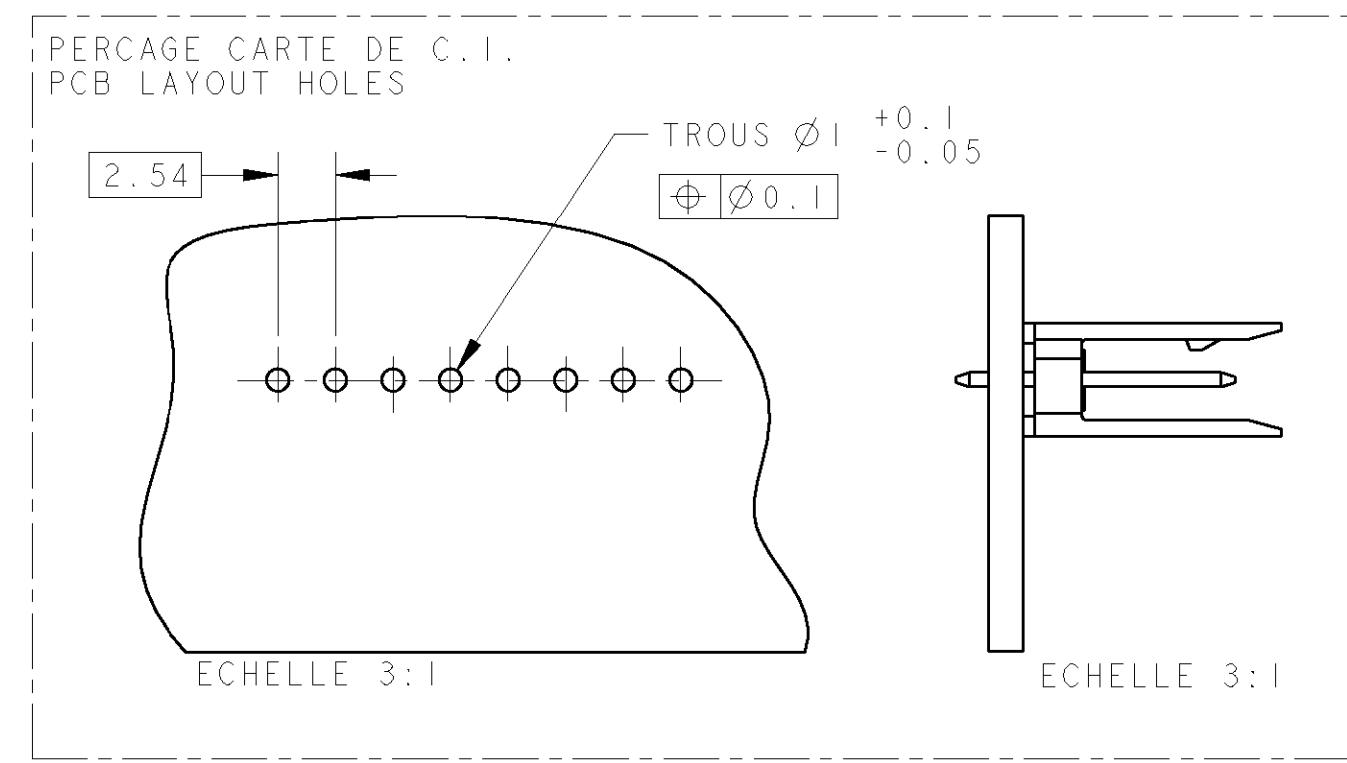 PERCAGE CARTE DE C.I.
PCB LAYOUT HOLES
2.54
TROUS Ø1 +0.1
-0.05
⌖ Ø0.1
ECHELLE 3:1
ECHELLE 3:1